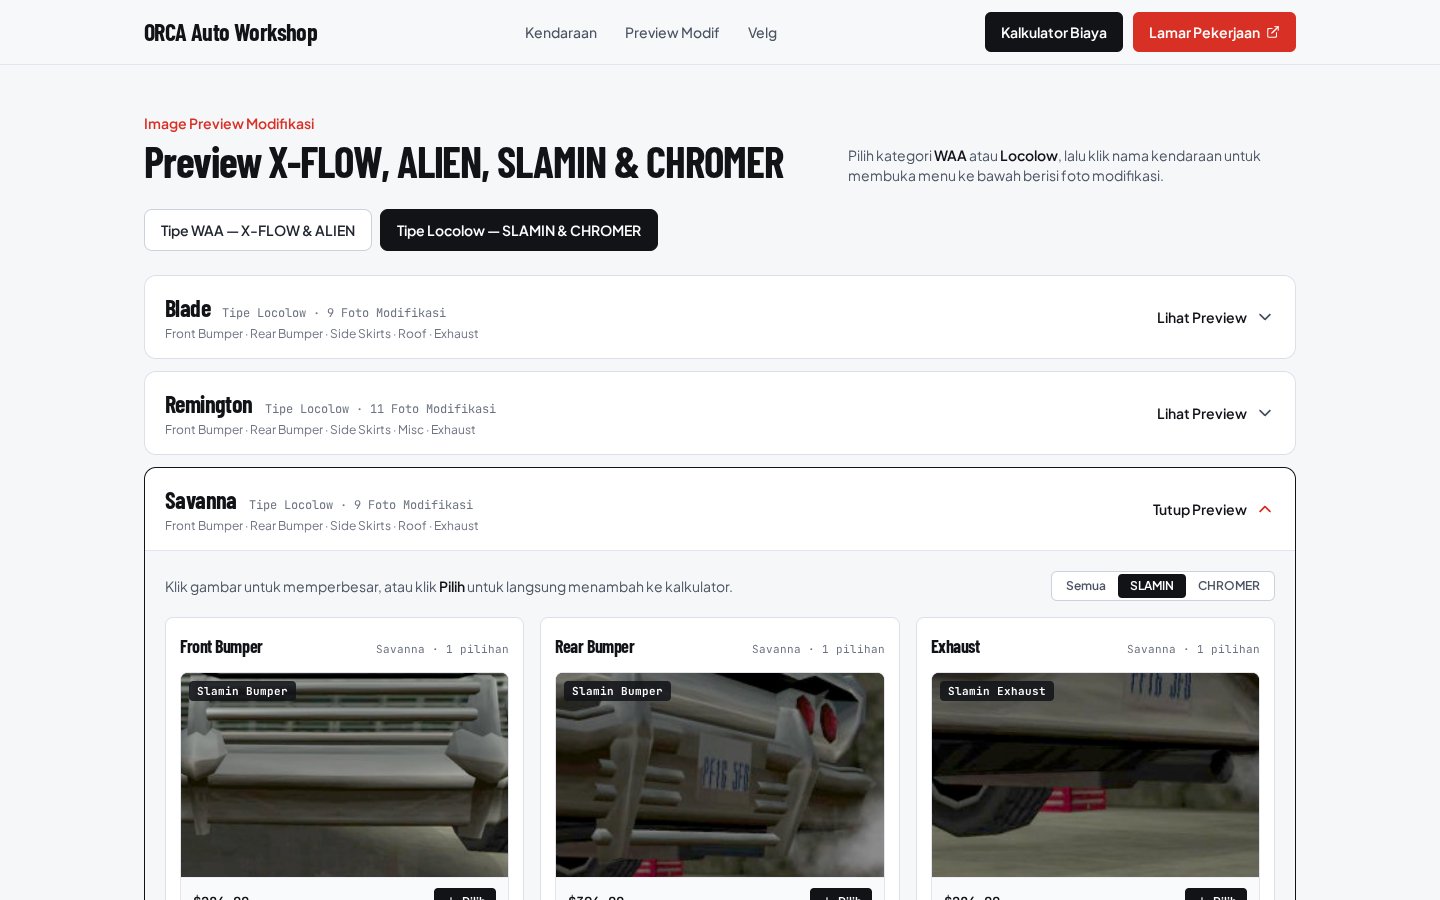 ORCA Auto Workshop
Kendaraan
Preview Modif
Velg
Kalkulator Biaya
Lamar Pekerjaan
Image Preview Modifikasi
Preview X-FLOW, ALIEN, SLAMIN & CHROMER
Pilih kategori WAA atau Locolow, lalu klik nama kendaraan untuk
membuka menu ke bawah berisi foto modifikasi.
Tipe WAA — X-FLOW & ALIEN
Tipe Locolow — SLAMIN & CHROMER
Blade Tipe Locolow · 9 Foto Modifikasi
Front Bumper · Rear Bumper · Side Skirts · Roof · Exhaust
Lihat Preview
Remington Tipe Locolow · 11 Foto Modifikasi
Front Bumper · Rear Bumper · Side Skirts · Misc · Exhaust
Lihat Preview
Savanna Tipe Locolow · 9 Foto Modifikasi
Front Bumper · Rear Bumper · Side Skirts · Roof · Exhaust
Tutup Preview
Klik gambar untuk memperbesar, atau klik Pilih untuk langsung menambah ke kalkulator.
Semua
SLAMIN
CHROMER
Front Bumper
Savanna · 1 pilihan
Slamin Bumper
Rear Bumper
Savanna · 1 pilihan
Slamin Bumper
Exhaust
Savanna · 1 pilihan
Slamin Exhaust